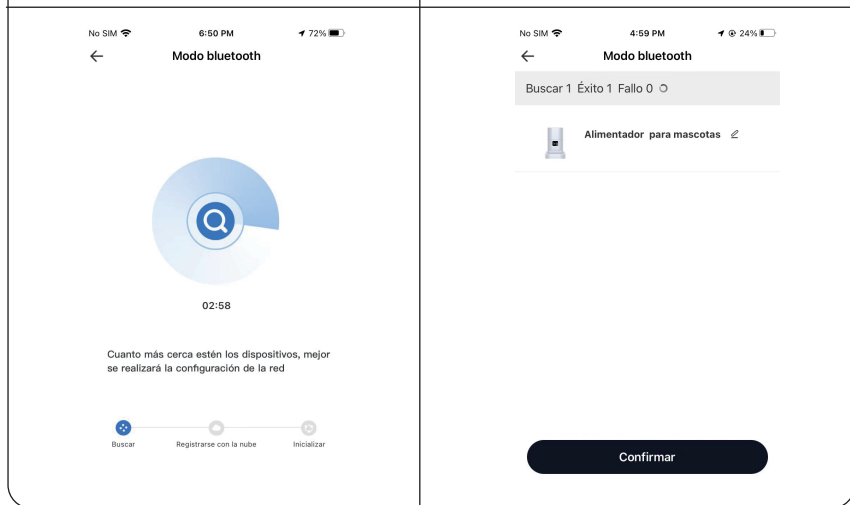 No SIM 6:50 PM 72%
Modo bluetooth
02:58
Cuanto más cerca estén los dispositivos, mejor
se realizará la configuración de la red
Buscar Registrarse con la nube Inicializar
No SIM 4:59 PM 24%
Modo bluetooth
Buscar 1 Éxito 1 Fallo 0
Alimentador para mascotas
Confirmar